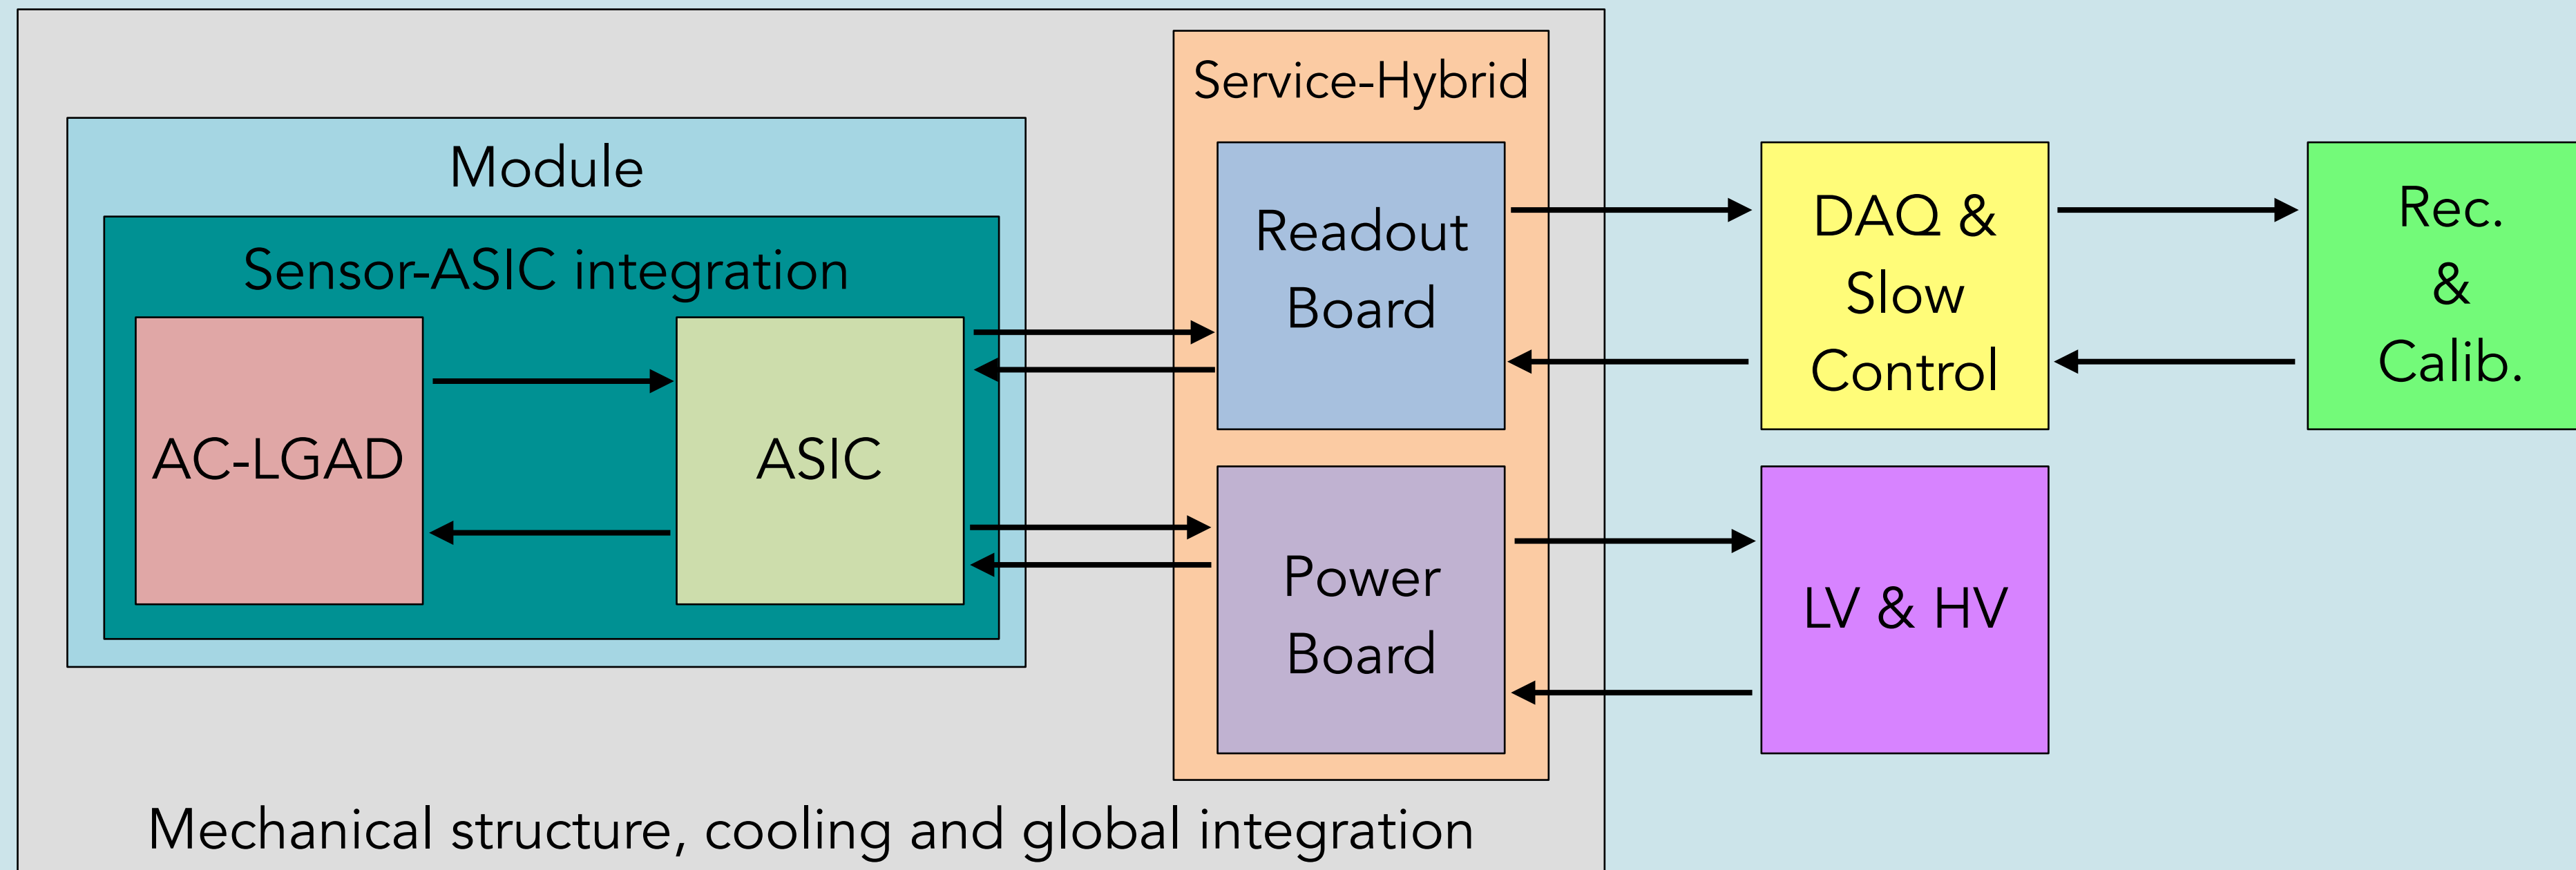 Service-Hybrid
Module
Sensor-ASIC integration
AC-LGAD
ASIC
Readout
Board
Power
Board
DAQ &
Slow
Control
LV & HV
Rec.
&
Calib.
Mechanical structure, cooling and global integration